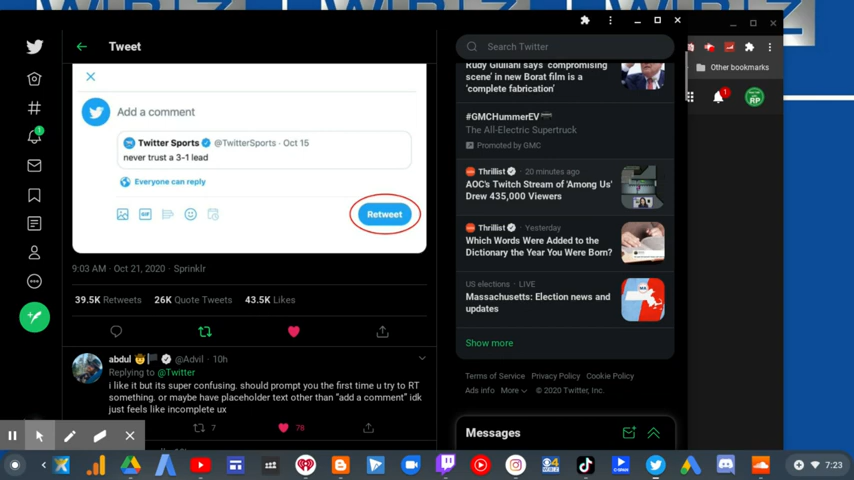 Tweet
Search Twitter
Other bookmarks
Add a comment
Twitter Sports @TwitterSports · Oct 15
never trust a 3-1 lead
Everyone can reply
GIF
Retweet
9:03 AM · Oct 21, 2020 · Sprinklr
39.5K Retweets 26K Quote Tweets 43.5K Likes
abdul @Advil · 10h
Replying to @Twitter
i like it but its super confusing. should prompt you the first time u try to RT
something. or maybe have placeholder text other than “add a comment” idk
just feels like incomplete ux
7
78
Rudy Giuliani says ‘compromising
scene’ in new Borat film is a
‘complete fabrication’
#GMCHummerEV
The All-Electric Supertruck
Promoted by GMC
Thrillist · 20 minutes ago
AOC's Twitch Stream of 'Among Us'
Drew 435,000 Viewers
Thrillist · Yesterday
Which Words Were Added to the
Dictionary the Year You Were Born?
US elections · LIVE
Massachusetts: Election news and
updates
Show more
Terms of Service Privacy Policy Cookie Policy
Ads info More © 2020 Twitter, Inc.
Messages
1
1
RP
7:23